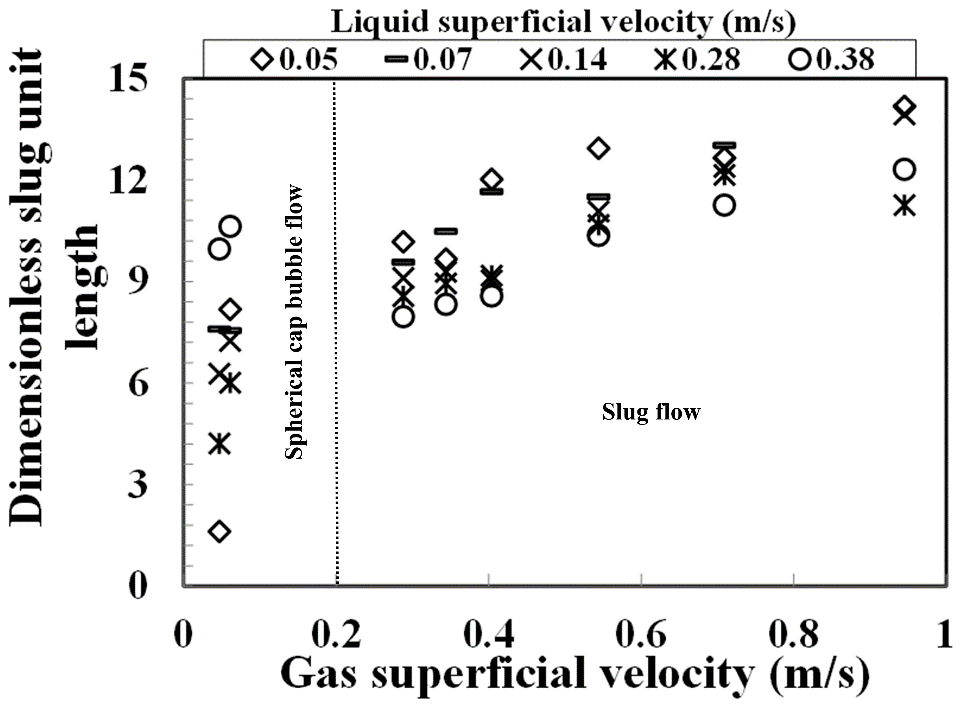 Liquid superficial velocity (m/s)
0.05 0.07 0.14 0.28 0.38
Dimensionless slug unit
length
15
12
9
6
3
0
Spherical cap bubble flow
Slug flow
0 0.2 0.4 0.6 0.8 1
Gas superficial velocity (m/s)